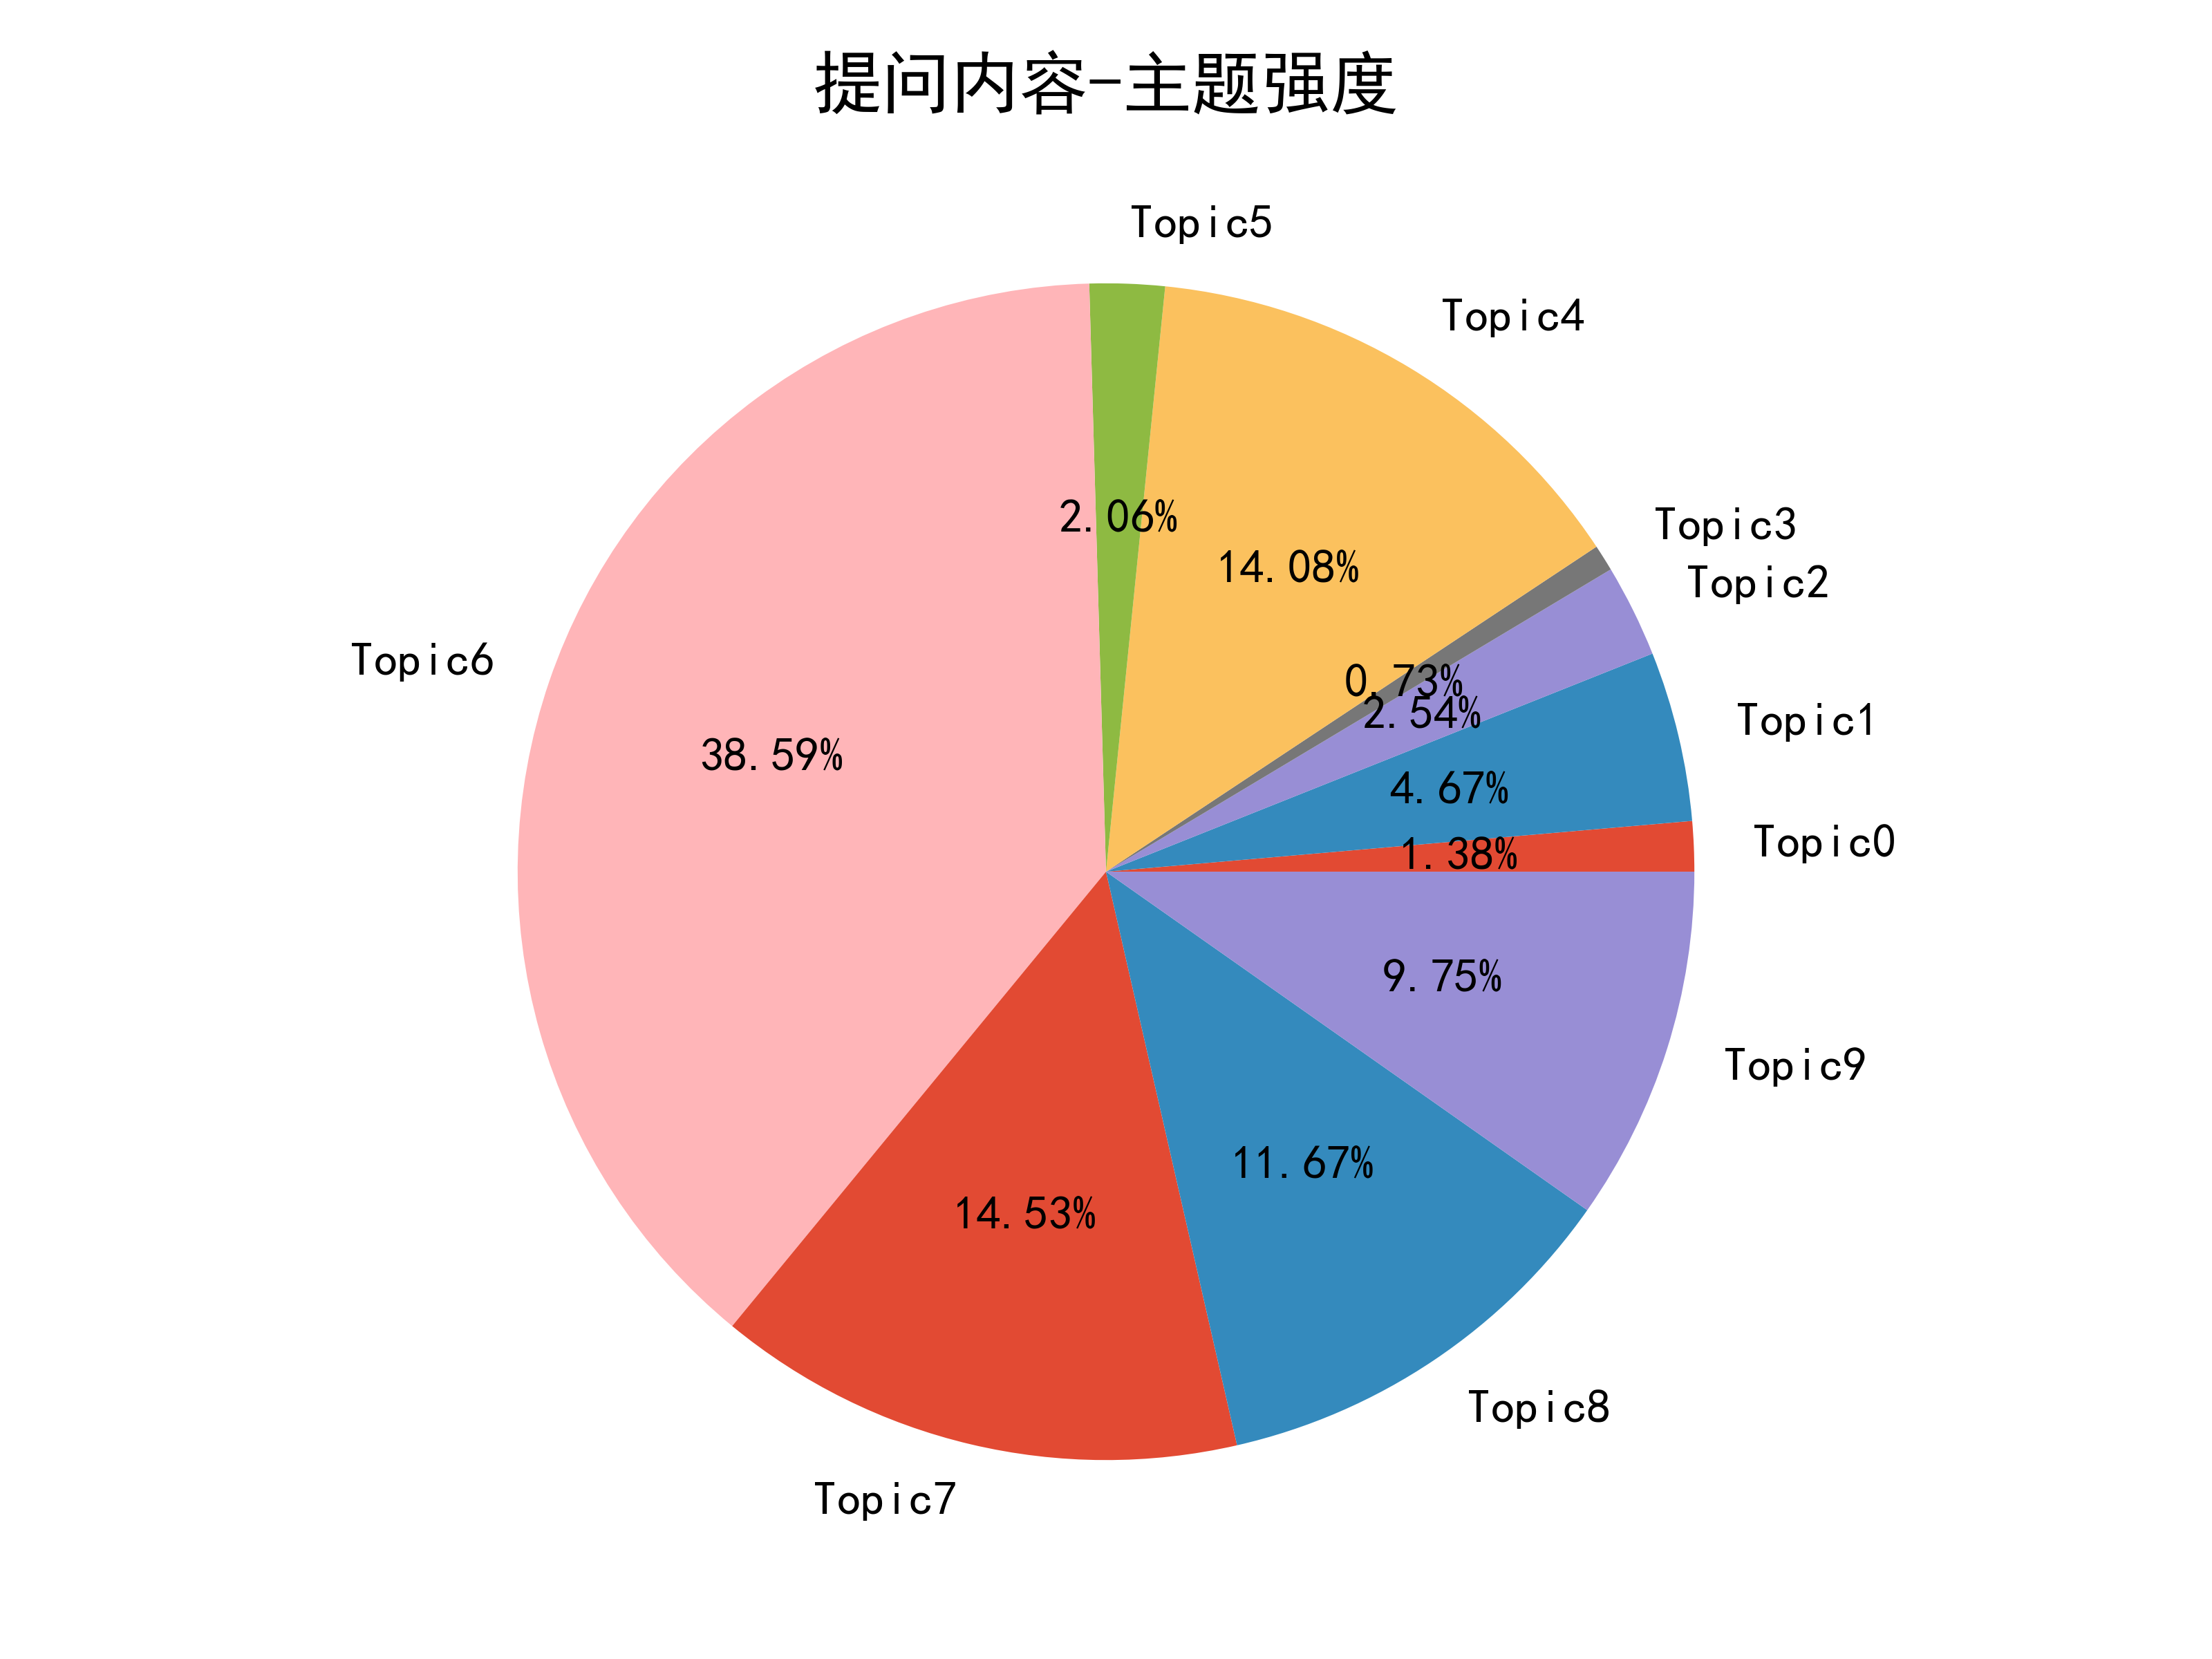 提问内容-主题强度
Topic5
Topic4
Topic3
Topic2
Topic6
Topic1
Topic0
Topic9
Topic8
Topic7
2.06%
14.08%
0.73%
2.54%
38.59%
4.67%
1.38%
9.75%
11.67%
14.53%